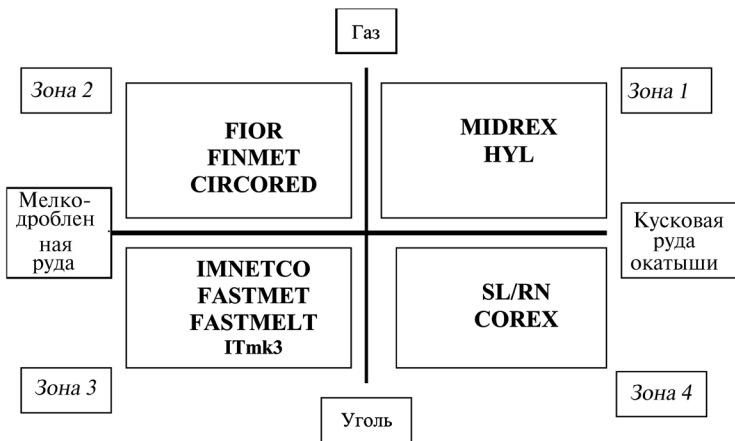 Газ
Зона 2
Зона 1
FIOR
FINMET
CIRCORED
MIDREX
HYL
Мелко-
дроблен
ная
руда
Кусковая
руда
окатыши
IMNETCO
FASTMET
FASTMELT
ITmk3
SL/RN
COREX
Зона 3
Зона 4
Уголь